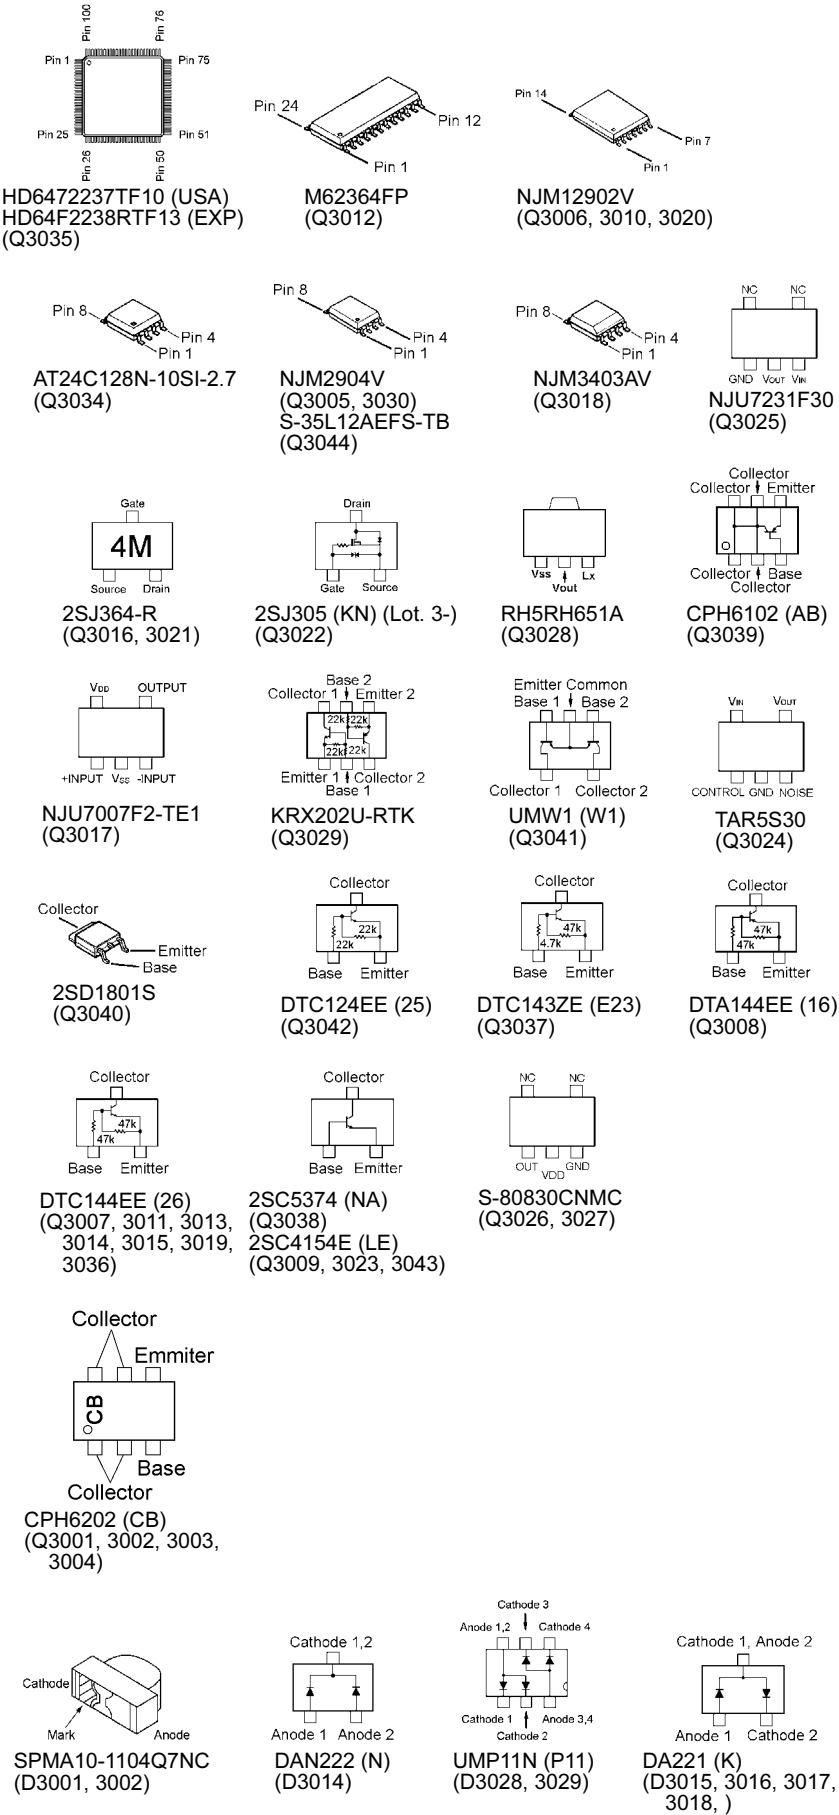 Pin 100
Pin 76
Pin 1
Pin 75
Pin 25
Pin 51
Pin 26
Pin 50
HD6472237TF10 (USA)
HD64F2238RTF13 (EXP)
(Q3035)
Pin 24
Pin 12
Pin 1
M62364FP
(Q3012)
Pin 14
Pin 7
Pin 1
NJM12902V
(Q3006, 3010, 3020)
Pin 8
Pin 4
Pin 1
AT24C128N-10SI-2.7
(Q3034)
Pin 8
Pin 4
Pin 1
NJM2904V
(Q3005, 3030)
S-35L12AEFS-TB
(Q3044)
Pin 8
Pin 4
Pin 1
NJM3403AV
(Q3018)
NC NC
GND VOUT VIN
NJU7231F30
(Q3025)
Gate
4M
Source Drain
2SJ364-R
(Q3016, 3021)
Drain
Gate Source
2SJ305 (KN) (Lot. 3-)
(Q3022)
Vss Lx
Vout
RH5RH651A
(Q3028)
Collector
Collector Emitter
Collector Base
Collector
CPH6102 (AB)
(Q3039)
VDD OUTPUT
+INPUT VSS -INPUT
NJU7007F2-TE1
(Q3017)
Base 2
Collector 1 Emitter 2
22k 22k
22k 22k
Emitter 1 Collector 2
Base 1
KRX202U-RTK
(Q3029)
Emitter Common
Base 1 Base 2
Collector 1 Collector 2
UMW1 (W1)
(Q3041)
VIN VOUT
CONTROL GND NOISE
TAR5S30
(Q3024)
Collector
Emitter
Base
2SD1801S
(Q3040)
Collector
22k
22k
Base Emitter
DTC124EE (25)
(Q3042)
Collector
47k
4.7k
Base Emitter
DTC143ZE (E23)
(Q3037)
Collector
47k
47k
Base Emitter
DTA144EE (16)
(Q3008)
Collector
47k
47k
Base Emitter
DTC144EE (26)
(Q3007, 3011, 3013,
3014, 3015, 3019,
3036)
Collector
Base Emitter
2SC5374 (NA)
(Q3038)
2SC4154E (LE)
(Q3009, 3023, 3043)
NC NC
OUT VDD GND
S-80830CNMC
(Q3026, 3027)
Collector
Emmiter
CB
Base
Collector
CPH6202 (CB)
(Q3001, 3002, 3003,
3004)
Cathode
Mark
Anode
SPMA10-1104Q7NC
(D3001, 3002)
Cathode 1,2
Anode 1 Anode 2
DAN222 (N)
(D3014)
Cathode 3
Anode 1,2 Cathode 4
Cathode 1 Anode 3,4
Cathode 2
UMP11N (P11)
(D3028, 3029)
Cathode 1, Anode 2
Anode 1 Cathode 2
DA221 (K)
(D3015, 3016, 3017,
3018, )